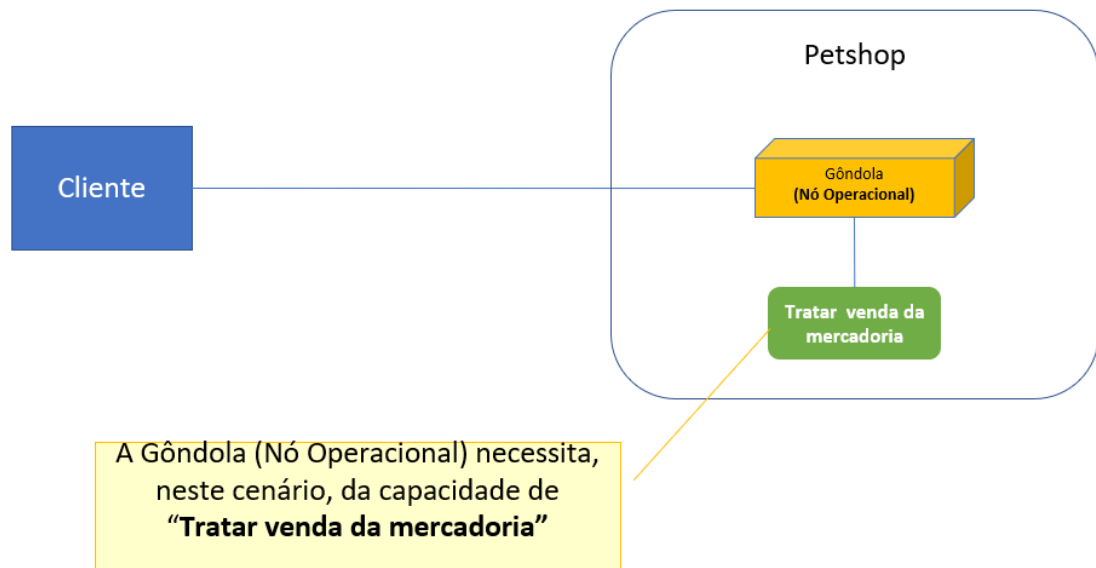 Petshop
Cliente
Gôndola
(Nó Operacional)
Tratar venda da
mercadoria
A Gôndola (Nó Operacional) necessita,
neste cenário, da capacidade de
“Tratar venda da mercadoria”